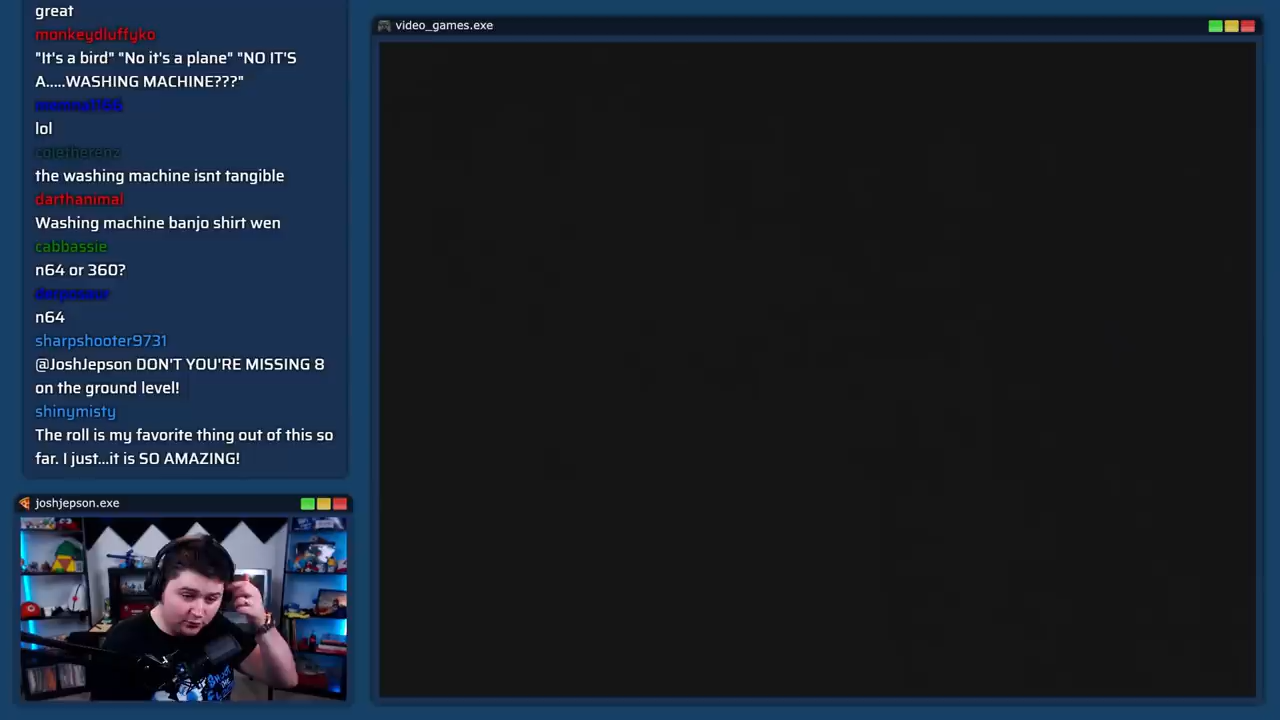 great
monkeydluffyko
"It's a bird" "No it's a plane" "NO IT'S
A.....WASHING MACHINE???"
lol
coletherenz
the washing machine isnt tangible
darthanimal
Washing machine banjo shirt wen
cabbassie
n64 or 360?
n64
sharpshooter9731
@JoshJepson DON'T YOU'RE MISSING 8
on the ground level!
shinymisty
The roll is my favorite thing out of this so
far. I just...it is SO AMAZING!
joshjepson.exe
video_games.exe